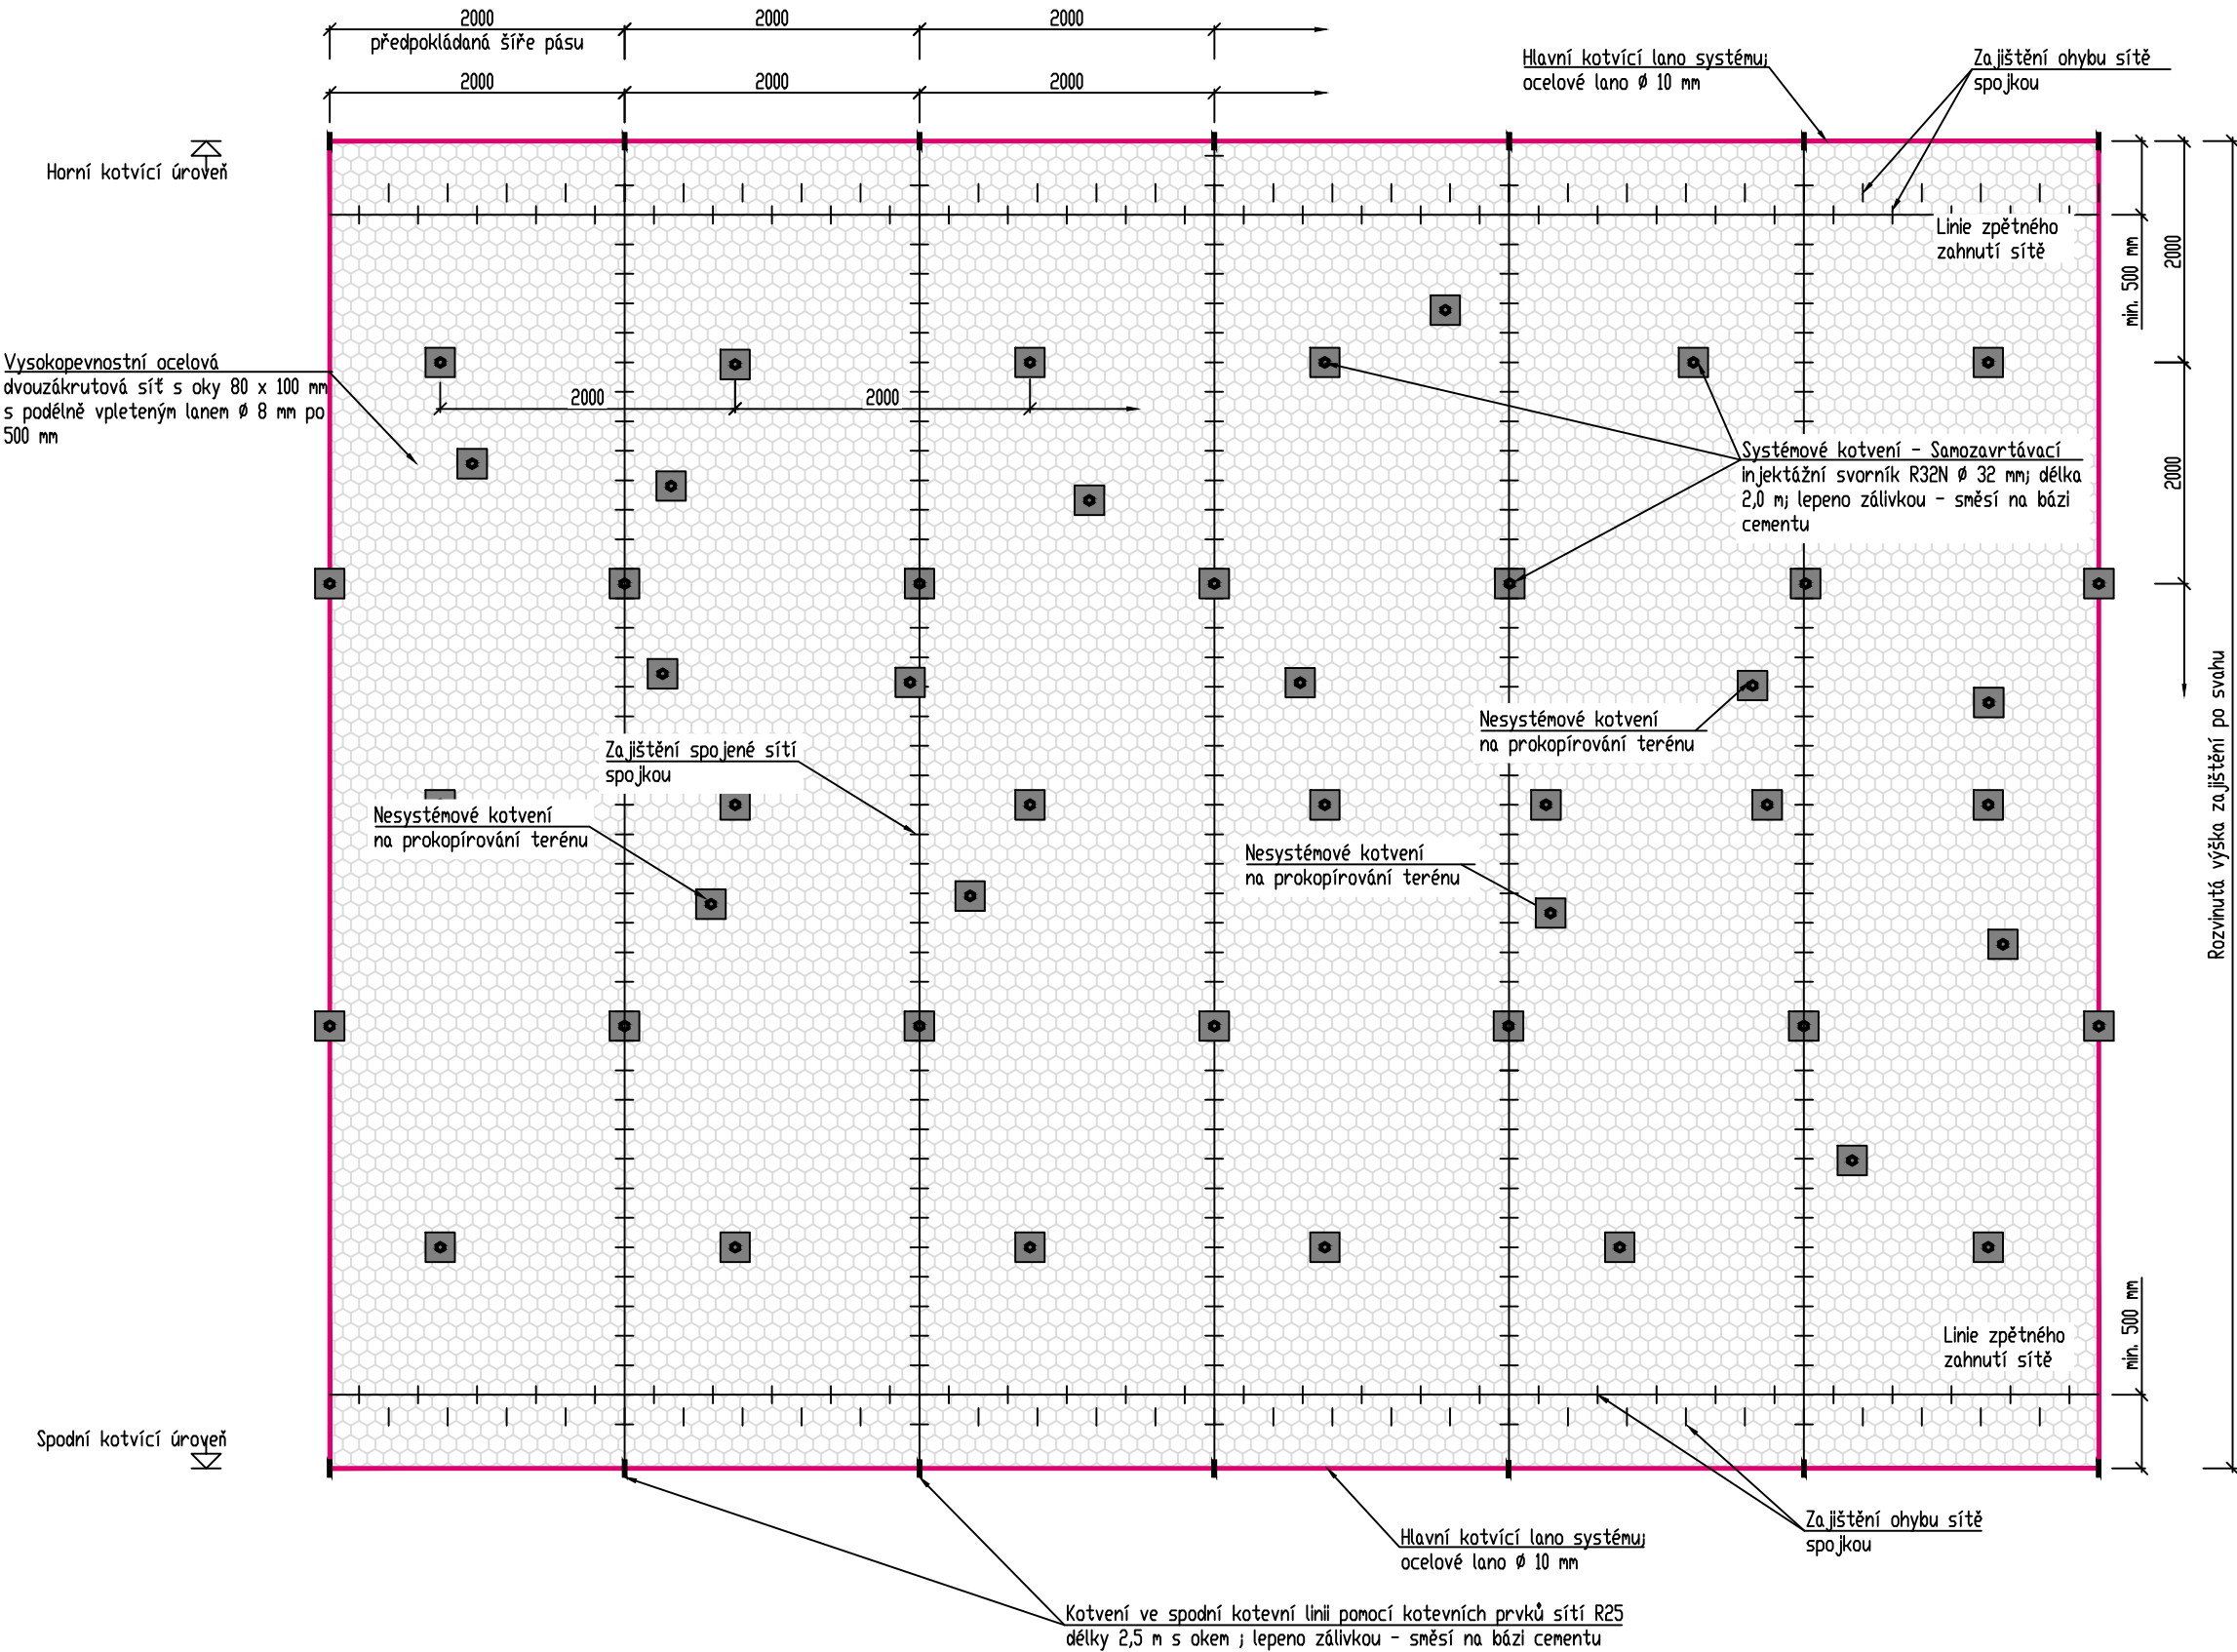 2000
2000
2000
předpokládaná šíře pásu
2000
2000
2000
Hlavní kotvící lano systému;
ocelové lano Ø 10 mm
Zajištění ohybu sítě
spojkou
Horní kotvící úroveň
Linie zpětného
zahnutí sítě
min. 500 mm
2000
2000
Rozvinutá výška zajištění po svahu
Vysokopevnostní ocelová
dvouzákrutová síť s oky 80 x 100 mm
s podélně vpleteným lanem Ø 8 mm po
500 mm
2000
2000
Systémové kotvení - Samozavrtávací
injektážní svorník R32N Ø 32 mm; délka
2,0 m; lepeno zálivkou - směsí na bázi
cementu
Nesystémové kotvení
na prokopírování terénu
Zajištění spojené sítí
spojkou
Nesystémové kotvení
na prokopírování terénu
Nesystémové kotvení
na prokopírování terénu
min. 500 mm
Linie zpětného
zahnutí sítě
Spodní kotvící úroveň
Zajištění ohybu sítě
spojkou
Hlavní kotvící lano systému;
ocelové lano Ø 10 mm
Kotvení ve spodní kotevní linii pomocí kotevních prvků sítí R25
délky 2,5 m s okem ; lepeno zálivkou - směsí na bázi cementu